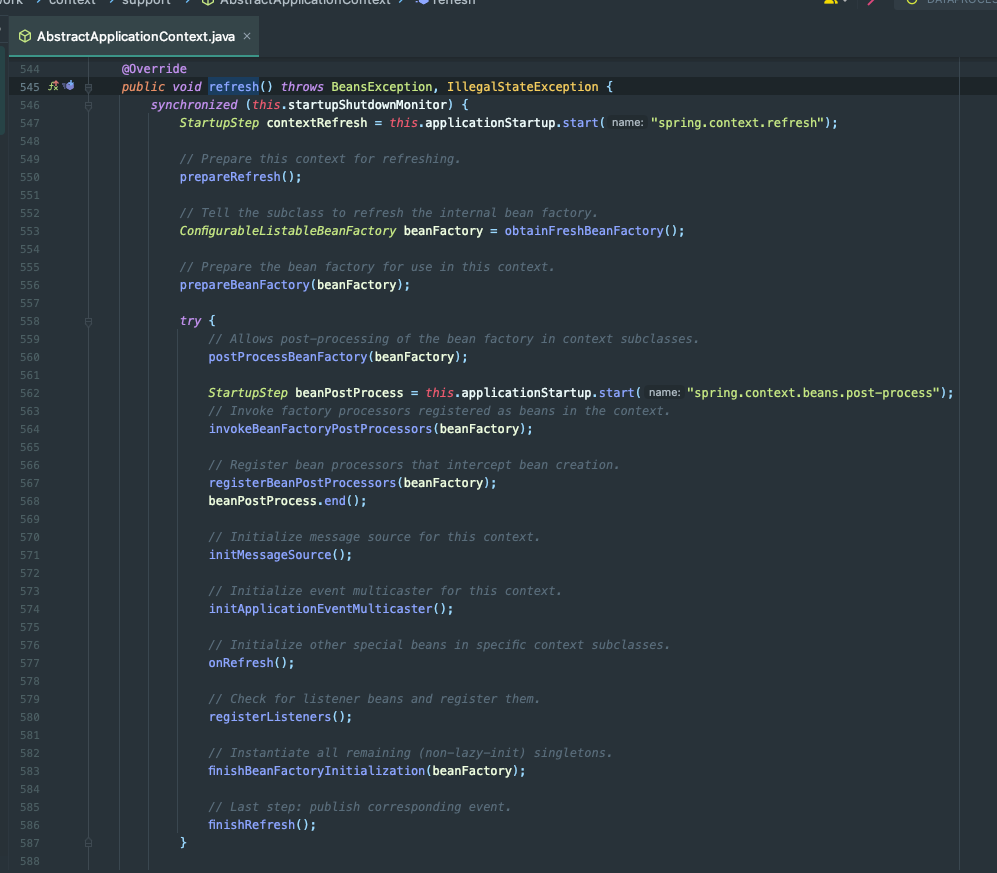 context support AbstractApplicationContext refresh
AbstractApplicationContext.java ×
544 @Override
545 public void refresh() throws BeansException, IllegalStateException {
546 synchronized (this.startupShutdownMonitor) {
547 StartupStep contextRefresh = this.applicationStartup.start( name: "spring.context.refresh");
548
549 // Prepare this context for refreshing.
550 prepareRefresh();
551
552 // Tell the subclass to refresh the internal bean factory.
553 ConfigurableListableBeanFactory beanFactory = obtainFreshBeanFactory();
554
555 // Prepare the bean factory for use in this context.
556 prepareBeanFactory(beanFactory);
557
558 try {
559 // Allows post-processing of the bean factory in context subclasses.
560 postProcessBeanFactory(beanFactory);
561
562 StartupStep beanPostProcess = this.applicationStartup.start( name: "spring.context.beans.post-process");
563 // Invoke factory processors registered as beans in the context.
564 invokeBeanFactoryPostProcessors(beanFactory);
565
566 // Register bean processors that intercept bean creation.
567 registerBeanPostProcessors(beanFactory);
568 beanPostProcess.end();
569
570 // Initialize message source for this context.
571 initMessageSource();
572
573 // Initialize event multicaster for this context.
574 initApplicationEventMulticaster();
575
576 // Initialize other special beans in specific context subclasses.
577 onRefresh();
578
579 // Check for listener beans and register them.
580 registerListeners();
581
582 // Instantiate all remaining (non-lazy-init) singletons.
583 finishBeanFactoryInitialization(beanFactory);
584
585 // Last step: publish corresponding event.
586 finishRefresh();
587 }
588